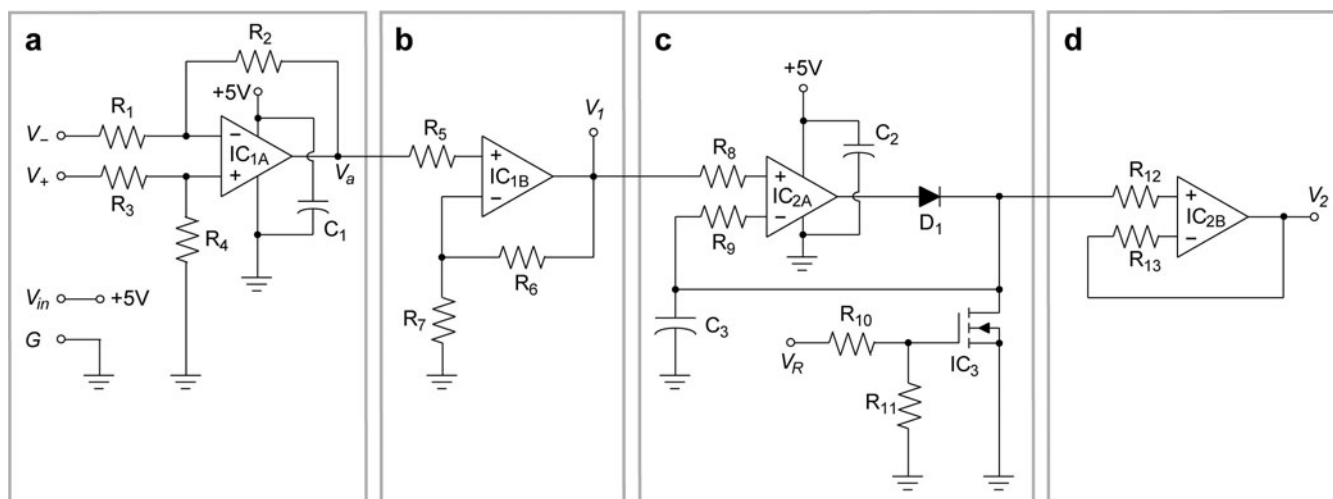 a
R2
+5V
R1
V−
−
IC1A
V+
+
Va
R3
C1
R4
Vin
+5V
G
b
V1
R5
+
IC1B
−
R6
R7
c
+5V
C2
R8
+
IC2A
−
R9
D1
C3
R10
VR
IC3
R11
d
R12
+
V2
IC2B
−
R13